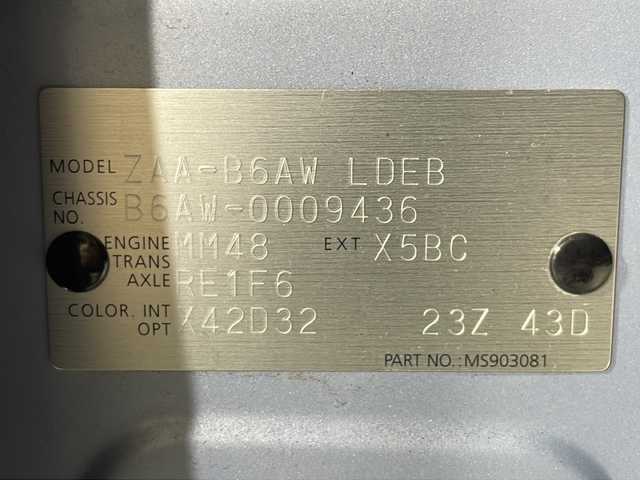 MODEL ZAA-B6AW LDEB
CHASSIS NO. B6AW-0009436
ENGINE MM48 EXT X5BC
TRANS AXLE RE1F6
COLOR. INT OPT X42D32 23Z 43D
PART NO.:MS903081